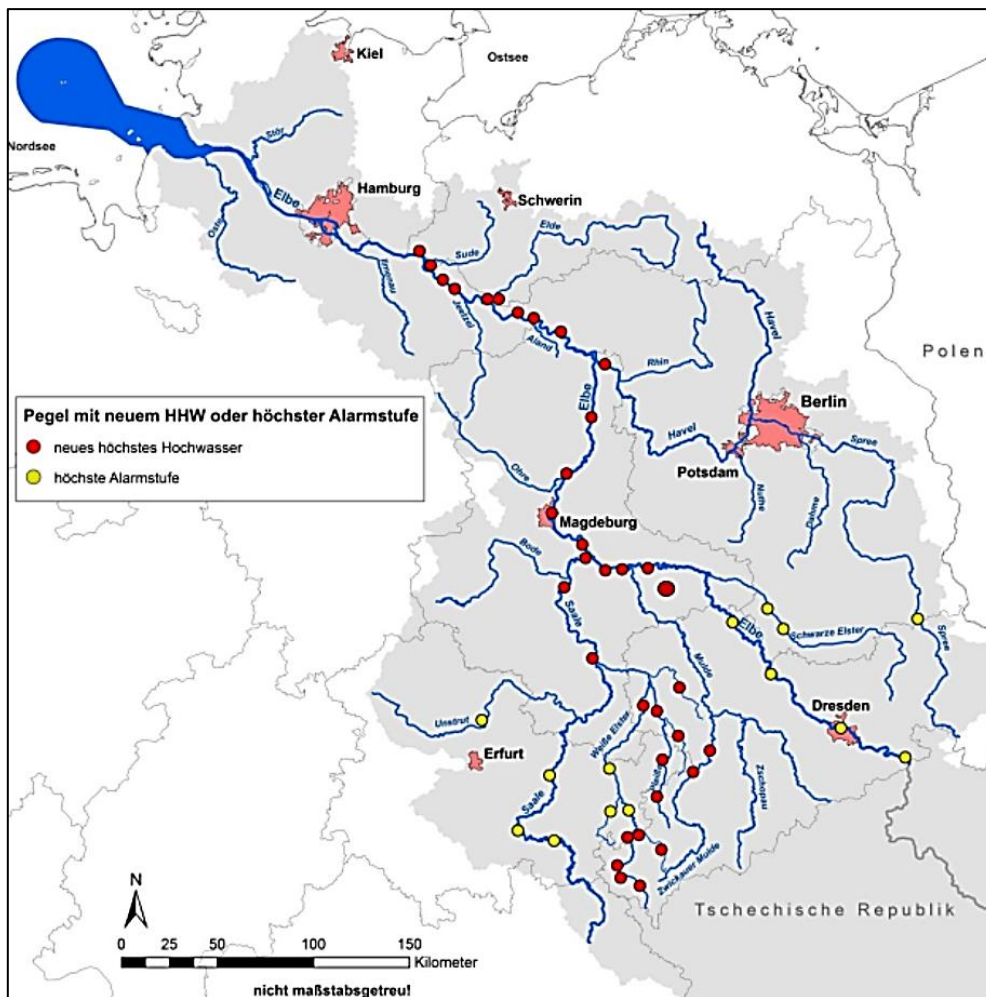 Kiel
Ostsee
Nordsee
Stör
Hamburg
Elbe
Oste
Schwerin
Sude
Elde
Ilmenau
Jeetzel
Aland
Havel
Rhin
Polen
Pegel mit neuem HHW oder höchster Alarmstufe
neues höchstes Hochwasser
höchste Alarmstufe
Elbe
Berlin
Havel
Spree
Potsdam
Ohre
Nuthe
Dahme
Magdeburg
Bode
Saale
Elbe
Schwarze Elster
Spree
Mulde
Dresden
Unstrut
Weiße Elster
Erfurt
Pleiße
Zschopau
Saale
Zwickauer Mulde
N
Tschechische Republik
0 25 50 100 150
Kilometer
nicht maßstabsgetreu!